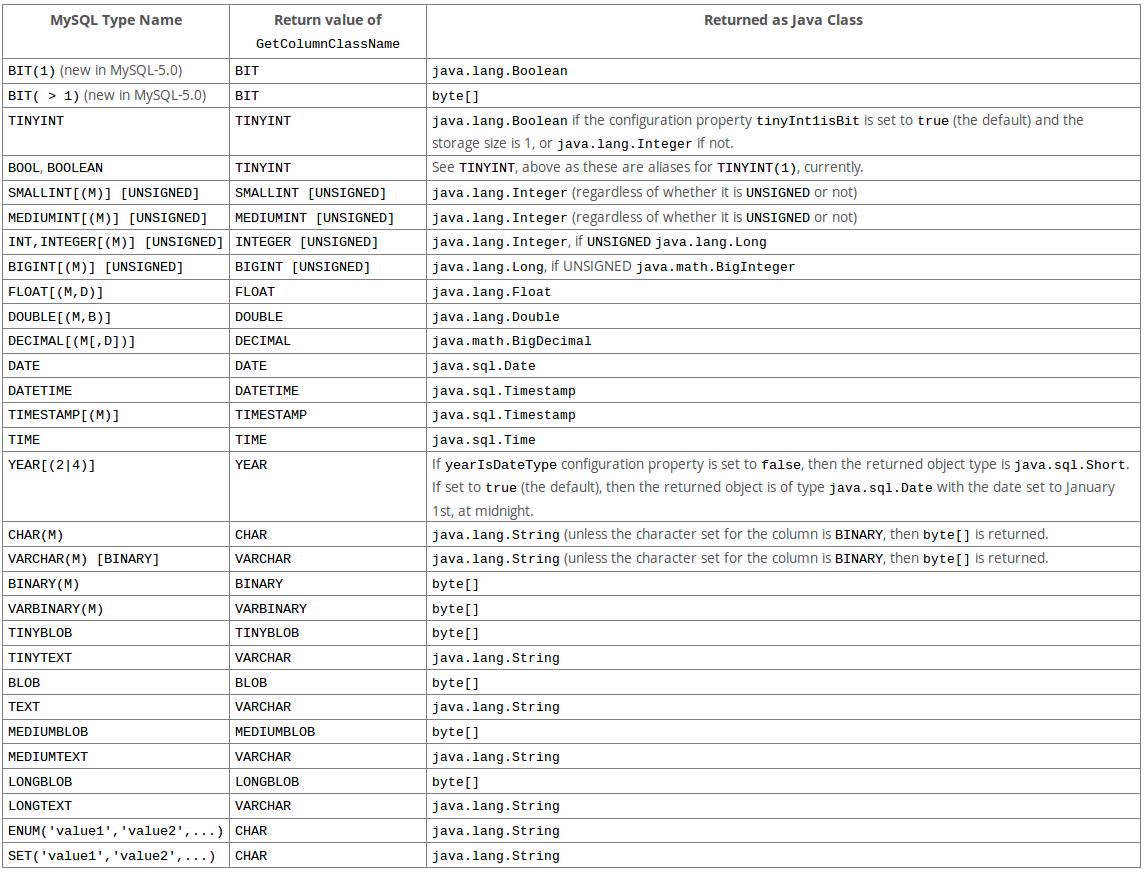 MySQL Type Name Return value of Returned as Java Class
GetColumnClassName
BIT(1) (new in MySQL-5.0) BIT java.lang.Boolean
BIT( > 1) (new in MySQL-5.0) BIT byte[]
TINYINT TINYINT java.lang.Boolean if the configuration property tinyInt1isBit is set to true (the default) and the
storage size is 1, or java.lang.Integer if not.
BOOL, BOOLEAN TINYINT See TINYINT, above as these are aliases for TINYINT(1), currently.
SMALLINT[(M)] [UNSIGNED] SMALLINT [UNSIGNED] java.lang.Integer (regardless of whether it is UNSIGNED or not)
MEDIUMINT[(M)] [UNSIGNED] MEDIUMINT [UNSIGNED] java.lang.Integer (regardless of whether it is UNSIGNED or not)
INT,INTEGER[(M)] [UNSIGNED] INTEGER [UNSIGNED] java.lang.Integer, if UNSIGNED java.lang.Long
BIGINT[(M)] [UNSIGNED] BIGINT [UNSIGNED] java.lang.Long, if UNSIGNED java.math.BigInteger
FLOAT[(M,D)] FLOAT java.lang.Float
DOUBLE[(M,B)] DOUBLE java.lang.Double
DECIMAL[(M[,D])] DECIMAL java.math.BigDecimal
DATE DATE java.sql.Date
DATETIME DATETIME java.sql.Timestamp
TIMESTAMP[(M)] TIMESTAMP java.sql.Timestamp
TIME TIME java.sql.Time
YEAR[(2|4)] YEAR If yearIsDateType configuration property is set to false, then the returned object type is java.sql.Short.
If set to true (the default), then the returned object is of type java.sql.Date with the date set to January
1st, at midnight.
CHAR(M) CHAR java.lang.String (unless the character set for the column is BINARY, then byte[] is returned.
VARCHAR(M) [BINARY] VARCHAR java.lang.String (unless the character set for the column is BINARY, then byte[] is returned.
BINARY(M) BINARY byte[]
VARBINARY(M) VARBINARY byte[]
TINYBLOB TINYBLOB byte[]
TINYTEXT VARCHAR java.lang.String
BLOB BLOB byte[]
TEXT VARCHAR java.lang.String
MEDIUMBLOB MEDIUMBLOB byte[]
MEDIUMTEXT VARCHAR java.lang.String
LONGBLOB LONGBLOB byte[]
LONGTEXT VARCHAR java.lang.String
ENUM('value1','value2',...) CHAR java.lang.String
SET('value1','value2',...) CHAR java.lang.String